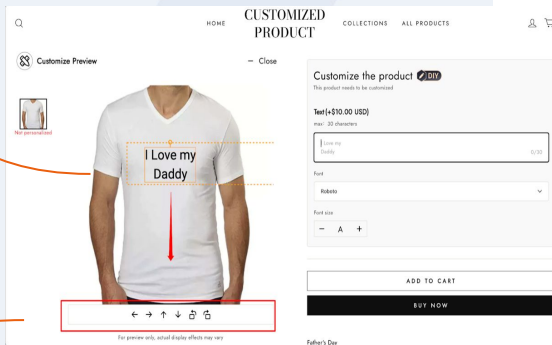 HOME
CUSTOMIZED
PRODUCT
COLLECTIONS
ALL PRODUCTS
Customize Preview
— Close
Not personalized
I Love my
Daddy
For preview only, actual display effects may vary
Customize the product DIY
This product needs to be customized
Text(+$10.00 USD)
max: 30 characters
I Love my
Daddy
0/30
Font
Roboto
Font size
− A +
ADD TO CART
BUY NOW
Father's Day